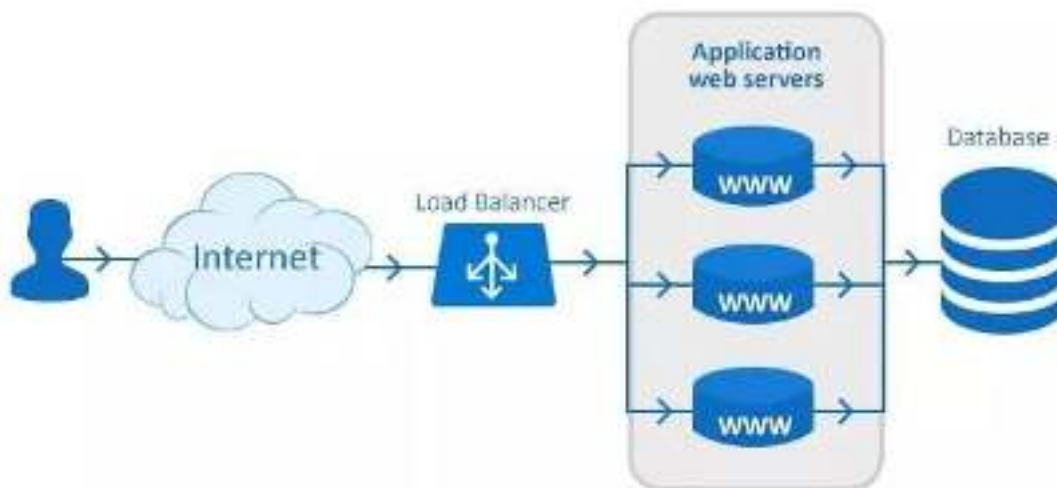 Application
web servers
Database
www
Load Balancer
Internet
www
www